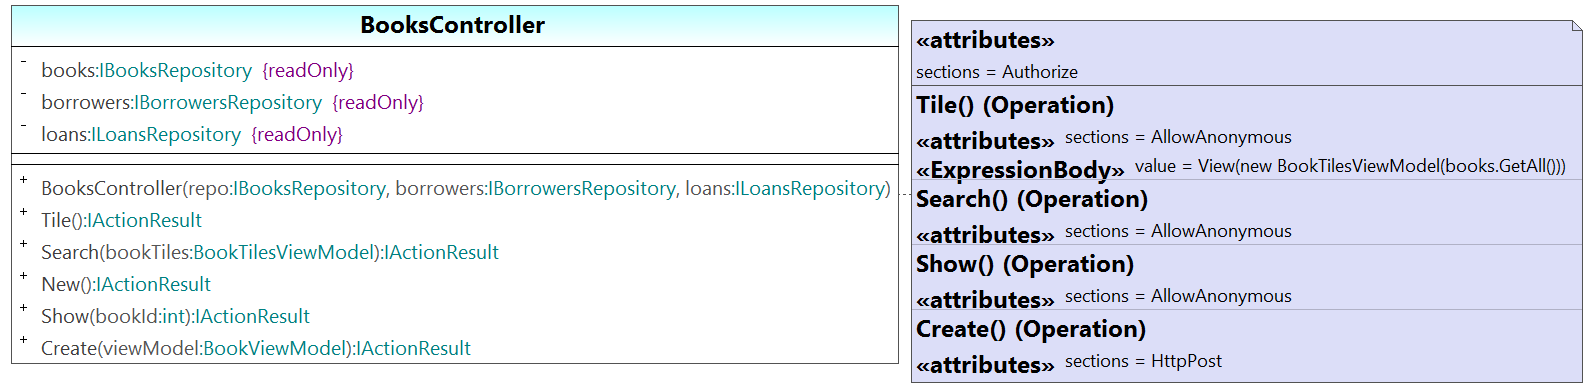 BooksController
- books:IBooksRepository {readOnly}
- borrowers:IBorrowersRepository {readOnly}
- loans:ILoansRepository {readOnly}
+ BooksController(repo:IBooksRepository, borrowers:IBorrowersRepository, loans:ILoansRepository)
+ Tile():IActionResult
+ Search(bookTiles:BookTilesViewModel):IActionResult
+ New():IActionResult
+ Show(bookId:int):IActionResult
+ Create(viewModel:BookViewModel):IActionResult
«attributes»
sections = Authorize
Tile() (Operation)
«attributes» sections = AllowAnonymous
«ExpressionBody» value = View(new BookTilesViewModel(books.GetAll()))
Search() (Operation)
«attributes» sections = AllowAnonymous
Show() (Operation)
«attributes» sections = AllowAnonymous
Create() (Operation)
«attributes» sections = HttpPost